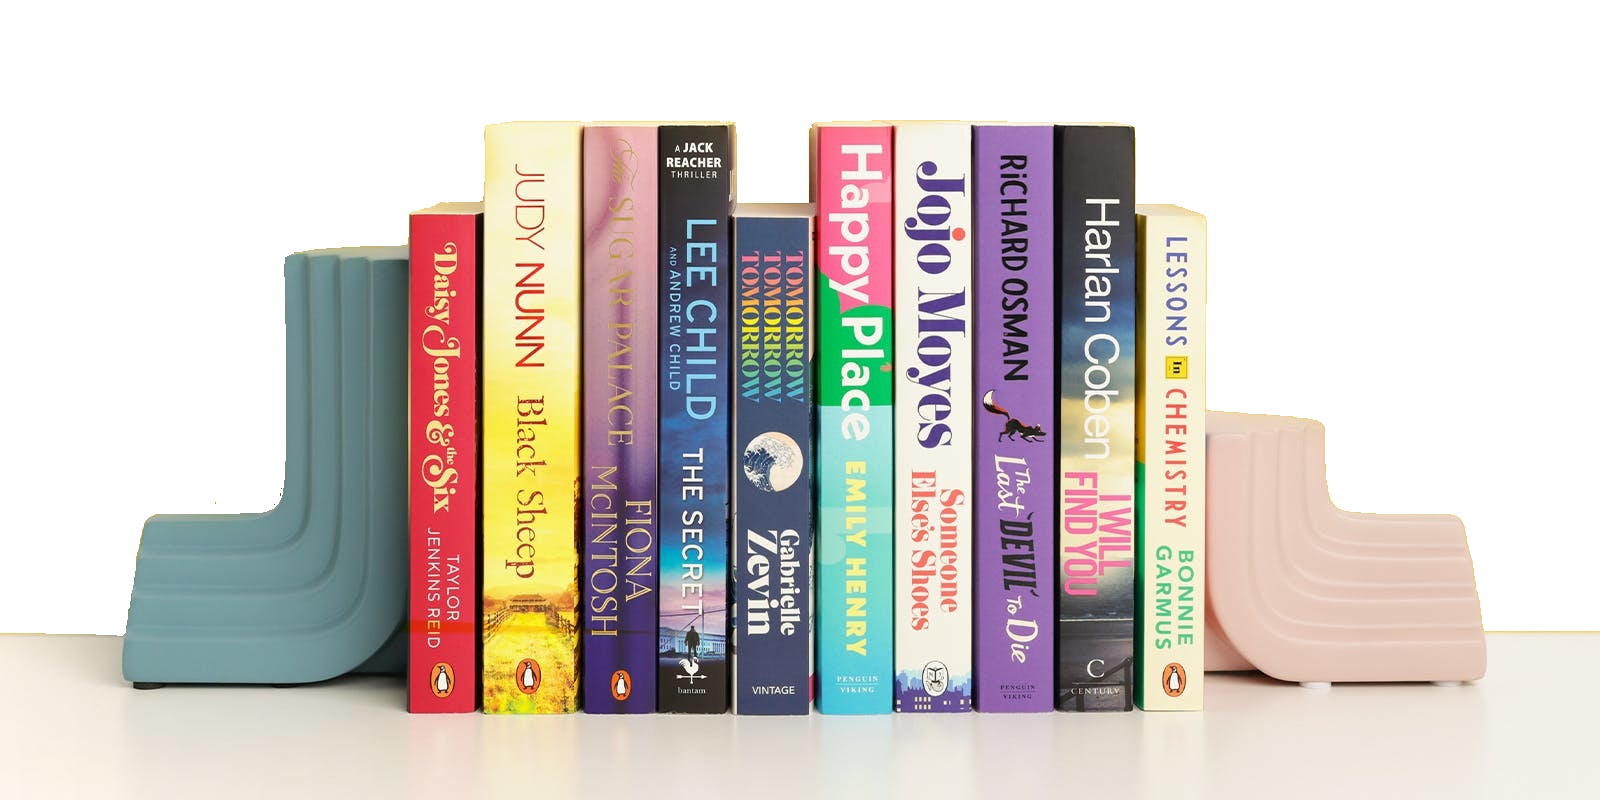 Daisy Jones & the Six
TAYLOR
JENKINS REID
JUDY NUNN Black Sheep
The SUGAR PALACE
FIONA
McINTOSH
A JACK
REACHER
THRILLER
LEE CHILD
AND ANDREW CHILD
THE SECRET
bantam
TOMORROW
TOMORROW
TOMORROW
Gabrielle
Zevin
VINTAGE
Happy Place EMILY HENRY
PENGUIN
VIKING
Jojo Moyes
Someone
Else's Shoes
RiCHARD OSMAN
The
Last DEVIL To Die
PENGUIN
VIKING
Harlan Coben
I WILL
FIND YOU
C
CENTURY
LESSONS In CHEMISTRY
BONNIE
GARMUS